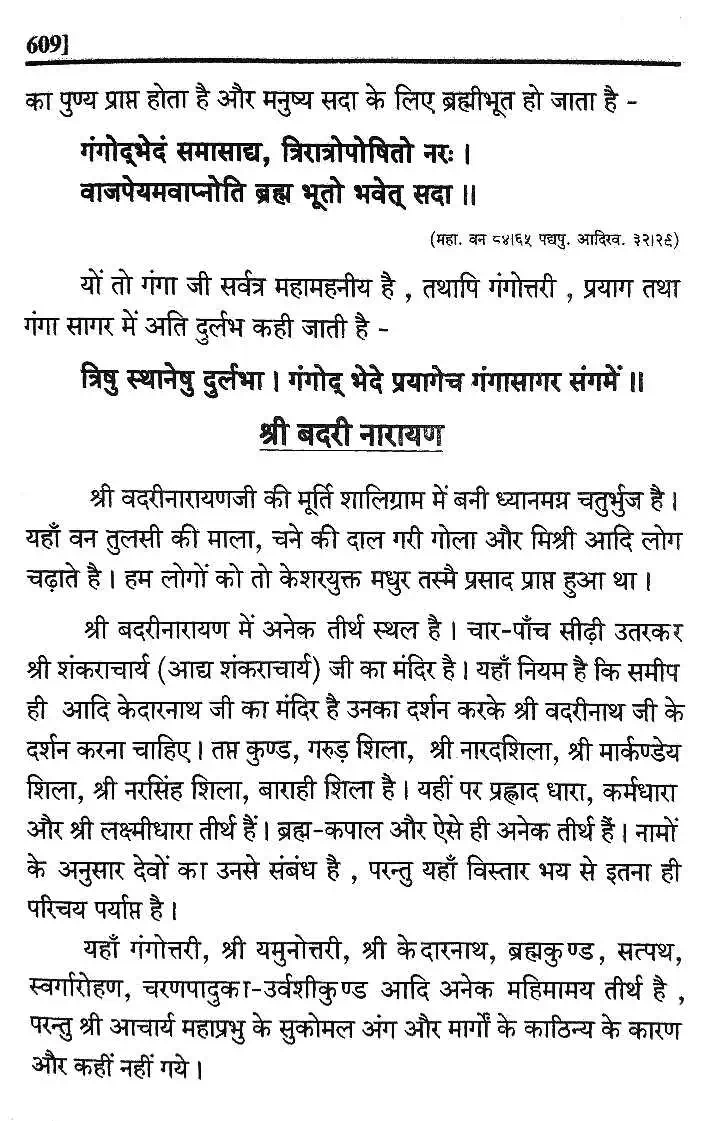 609]
का पुण्य प्राप्त होता है और मनुष्य सदा के लिए ब्रह्मीभूत हो जाता है -
गंगोद्‌भेदं समासाद्य, त्रिरात्रोपोषितो नरः ।
वाजपेयमवाप्नोति ब्रह्म भूतो भवेत् सदा ॥
(महा. वन ८४।६५ पद्मपु. आदिख. ३२।२९)
यों तो गंगा जी सर्वत्र महामहनीय है , तथापि गंगोत्तरी , प्रयाग तथा
गंगा सागर में अति दुर्लभ कही जाती है -
त्रिषु स्थानेषु दुर्लभा । गंगोद् भेदे प्रयागेच गंगासागर संगमें ॥
श्री बदरी नारायण
श्री वदरीनारायणजी की मूर्ति शालिग्राम में बनी ध्यानमग्न चतुर्भुज है ।
यहाँ वन तुलसी की माला, चने की दाल गरी गोला और मिश्री आदि लोग
चढ़ाते है । हम लोगों को तो केशरयुक्त मधुर तस्मै प्रसाद प्राप्त हुआ था ।
श्री बदरीनारायण में अनेक तीर्थ स्थल है । चार-पाँच सीढ़ी उतरकर
श्री शंकराचार्य (आद्य शंकराचार्य) जी का मंदिर है । यहाँ नियम है कि समीप
ही आदि केदारनाथ जी का मंदिर है उनका दर्शन करके श्री वदरीनाथ जी के
दर्शन करना चाहिए । तप्त कुण्ड, गरुड़ शिला, श्री नारदशिला, श्री मार्कण्डेय
शिला, श्री नरसिंह शिला, बाराही शिला है । यहीं पर प्रह्लाद धारा, कर्मधारा
और श्री लक्ष्मीधारा तीर्थ हैं । ब्रह्म-कपाल और ऐसे ही अनेक तीर्थ हैं । नामों
के अनुसार देवों का उनसे संबंध है , परन्तु यहाँ विस्तार भय से इतना ही
परिचय पर्याप्त है ।
यहाँ गंगोत्तरी, श्री यमुनोत्तरी, श्री केदारनाथ, ब्रह्मकुण्ड, सत्पथ,
स्वर्गारोहण, चरणपादुका-उर्वशीकुण्ड आदि अनेक महिमामय तीर्थ है ,
परन्तु श्री आचार्य महाप्रभु के सुकोमल अंग और मार्गों के काठिन्य के कारण
और कहीं नहीं गये ।